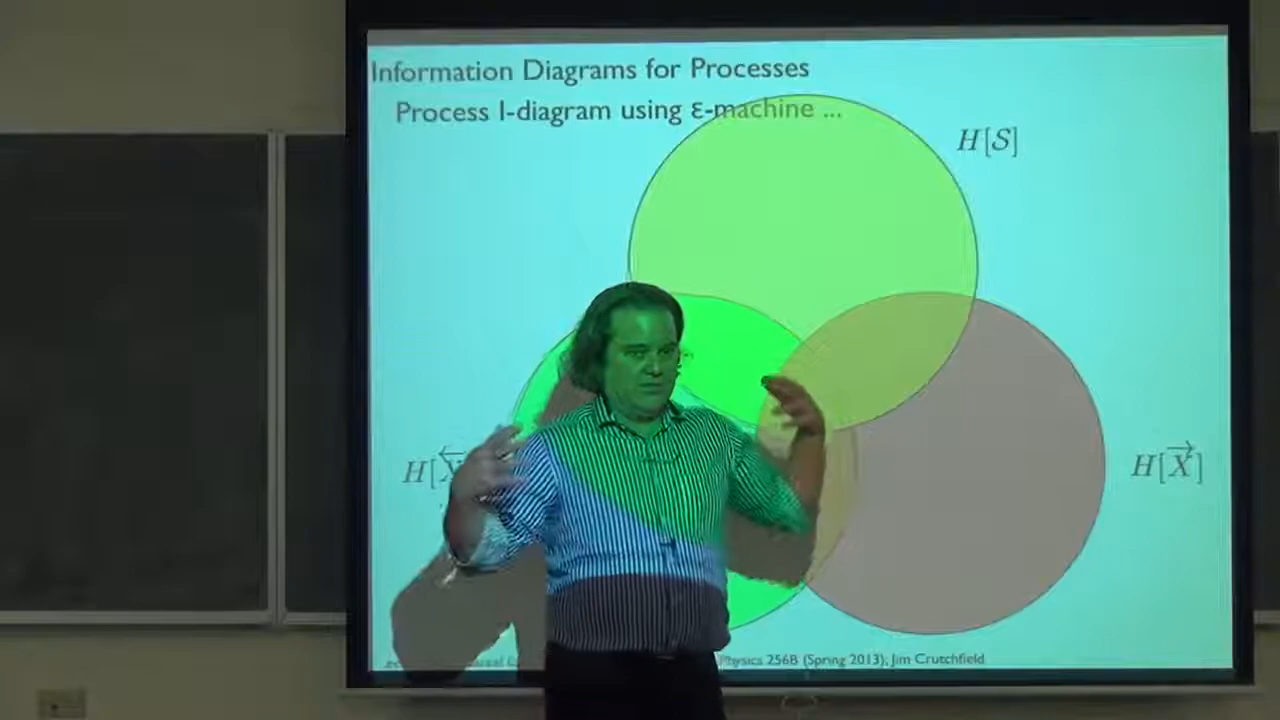 Information Diagrams for Processes
Process I-diagram using ε-machine ...
H[𝒮]
H[
H[X⃗]
Physics 256B (Spring 2013); Jim Crutchfield